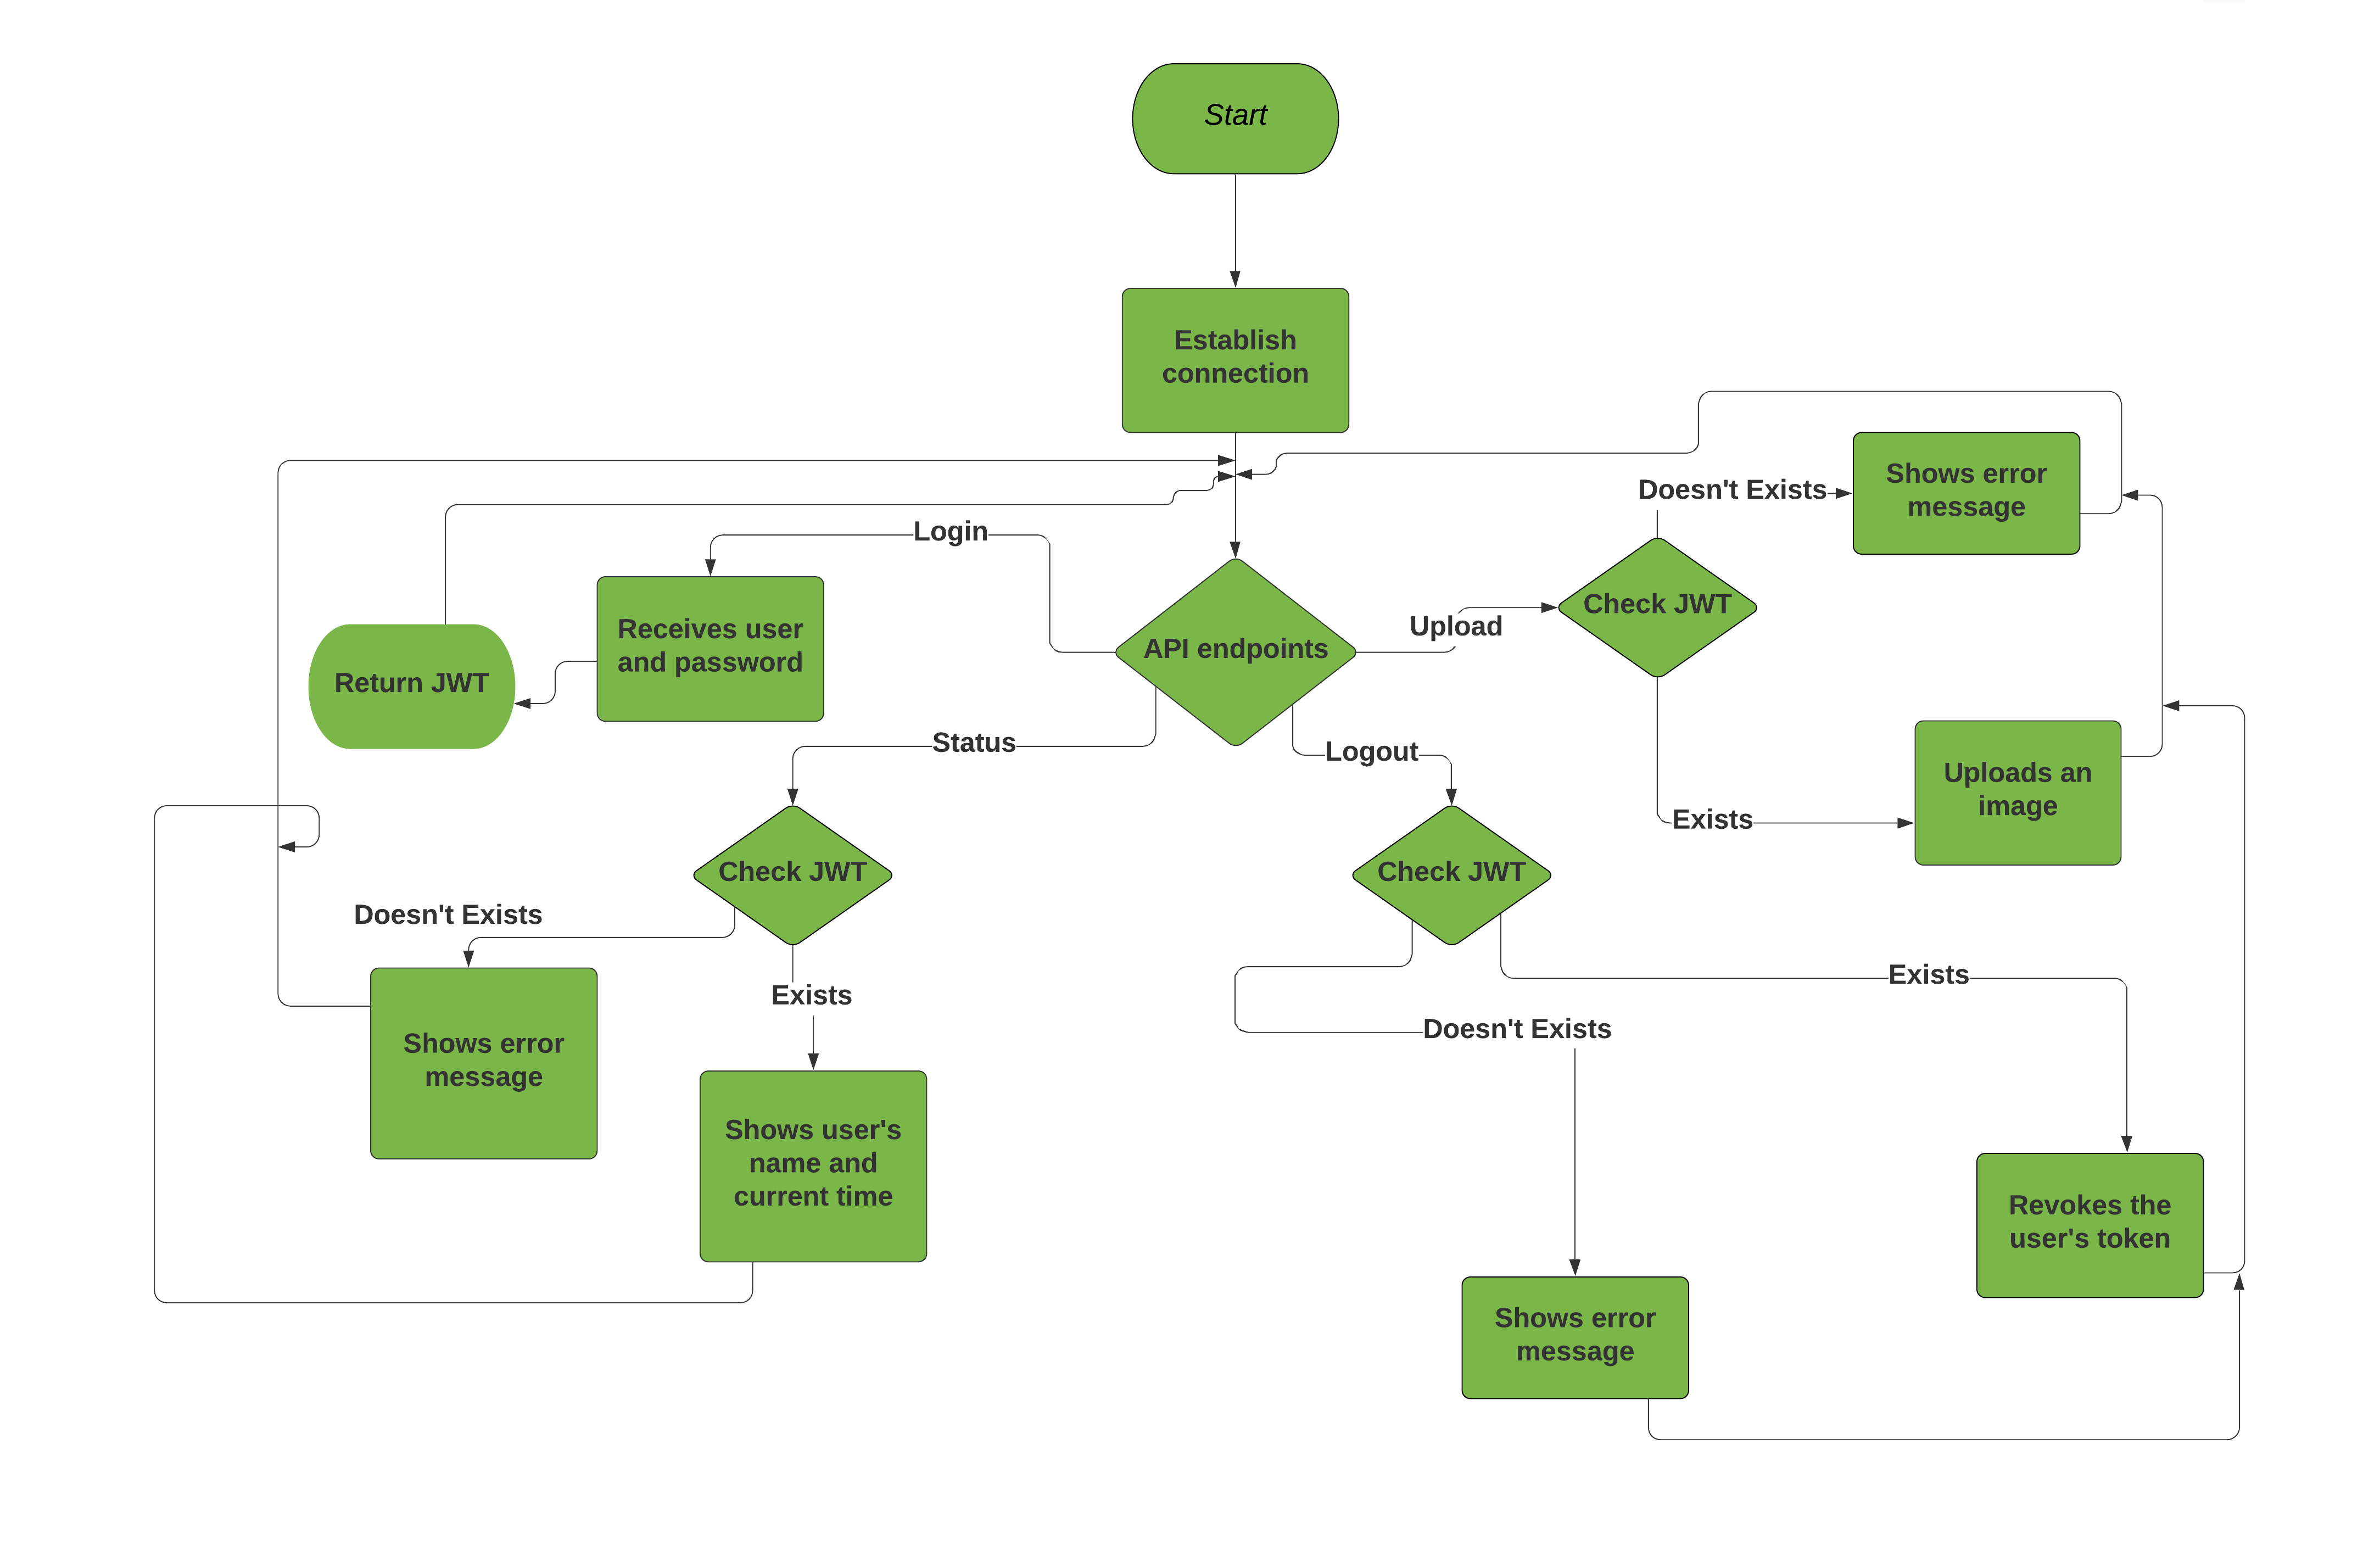 Start
Establish
connection
Shows error
message
Doesn't Exists
Login
Check JWT
Receives user
and password
Upload
API endpoints
Return JWT
Status
Logout
Uploads an
image
Exists
Check JWT
Check JWT
Doesn't Exists
Exists
Exists
Doesn't Exists
Shows error
message
Shows user's
name and
current time
Revokes the
user's token
Shows error
message